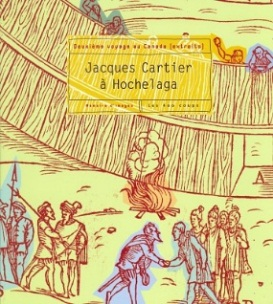 Deuxième voyage au Canada (extraits)
Jacques Cartier
à Hochelaga